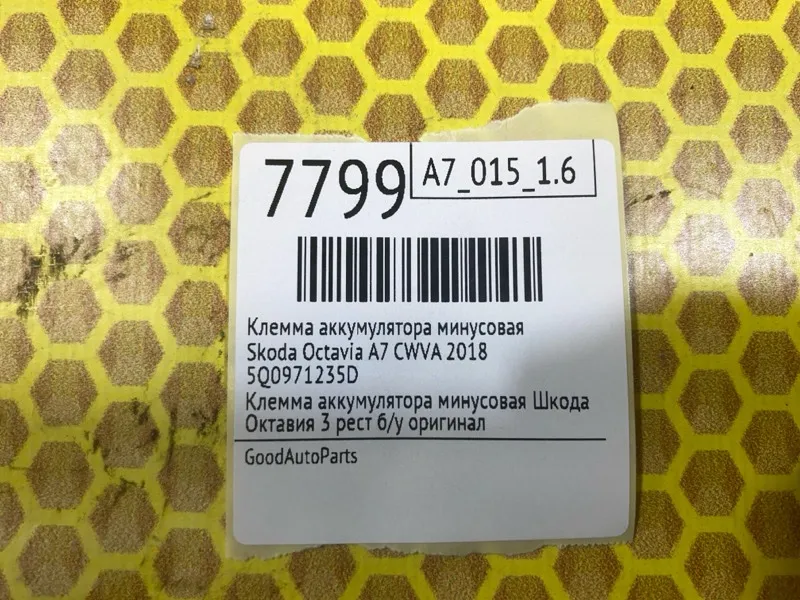 7799
A7_015_1.6
Клемма аккумулятора минусовая
Skoda Octavia A7 CWVA 2018
5Q0971235D
Клемма аккумулятора минусовая Шкода
Октавия 3 рест б/у оригинал
GoodAutoParts